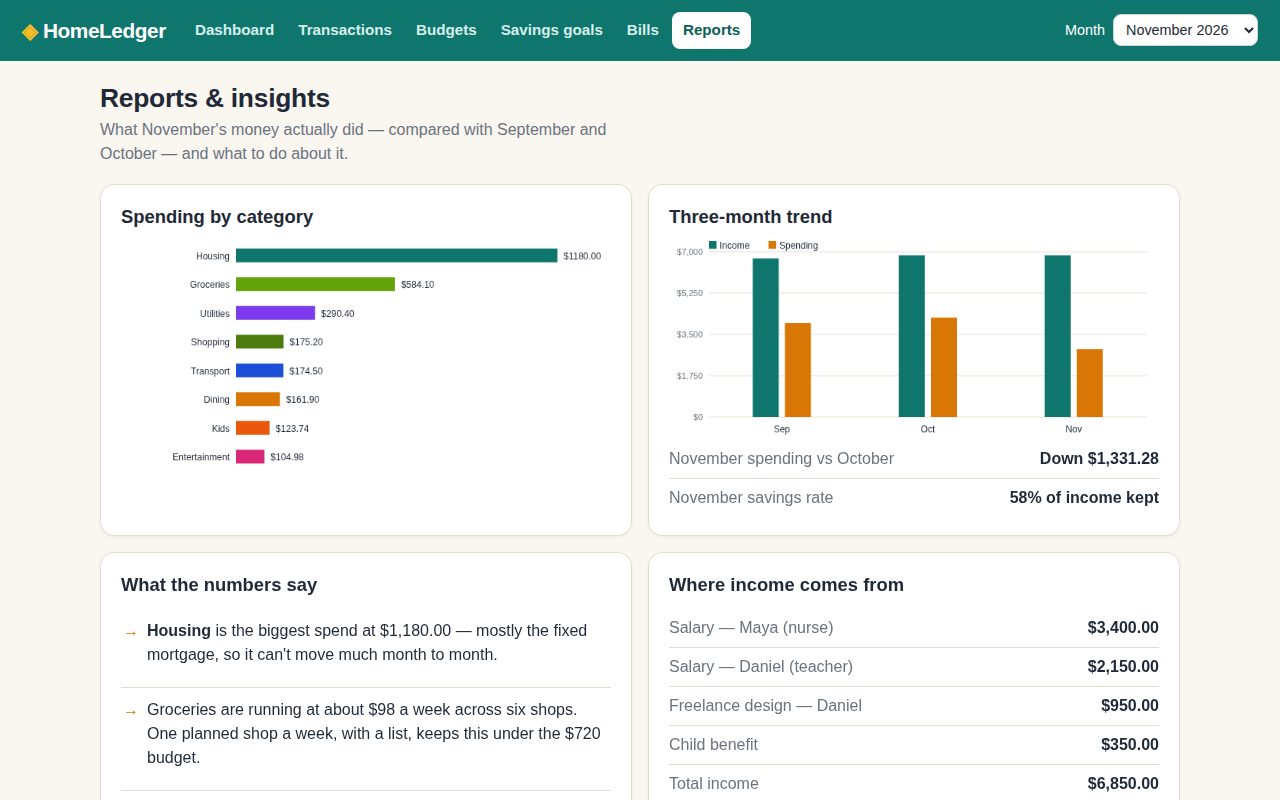 ◈ HomeLedger
Dashboard
Transactions
Budgets
Savings goals
Bills
Reports
Month
November 2026
Reports & insights
What November's money actually did — compared with September and
October — and what to do about it.
Spending by category
Housing $1180.00
Groceries $584.10
Utilities $290.40
Shopping $175.20
Transport $174.50
Dining $161.90
Kids $123.74
Entertainment $104.98
Three-month trend
Income
Spending
$7,000
$5,250
$3,500
$1,750
$0
Sep
Oct
Nov
November spending vs October Down $1,331.28
November savings rate 58% of income kept
What the numbers say
→ Housing is the biggest spend at $1,180.00 — mostly the fixed
mortgage, so it can't move much month to month.
→ Groceries are running at about $98 a week across six shops.
One planned shop a week, with a list, keeps this under the $720
budget.
Where income comes from
Salary — Maya (nurse) $3,400.00
Salary — Daniel (teacher) $2,150.00
Freelance design — Daniel $950.00
Child benefit $350.00
Total income $6,850.00